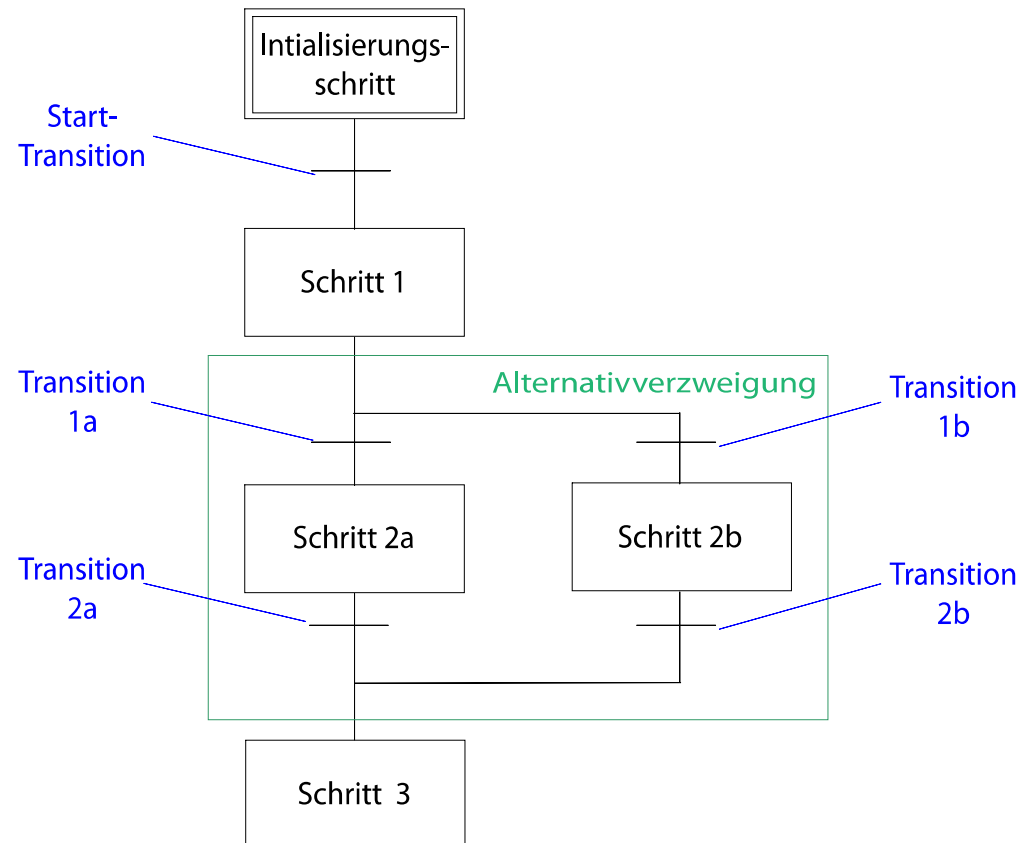 Intialisierungs-
schritt
Start-
Transition
Schritt 1
Alternativverzweigung
Transition
1a
Transition
1b
Schritt 2a
Schritt 2b
Transition
2a
Transition
2b
Schritt 3